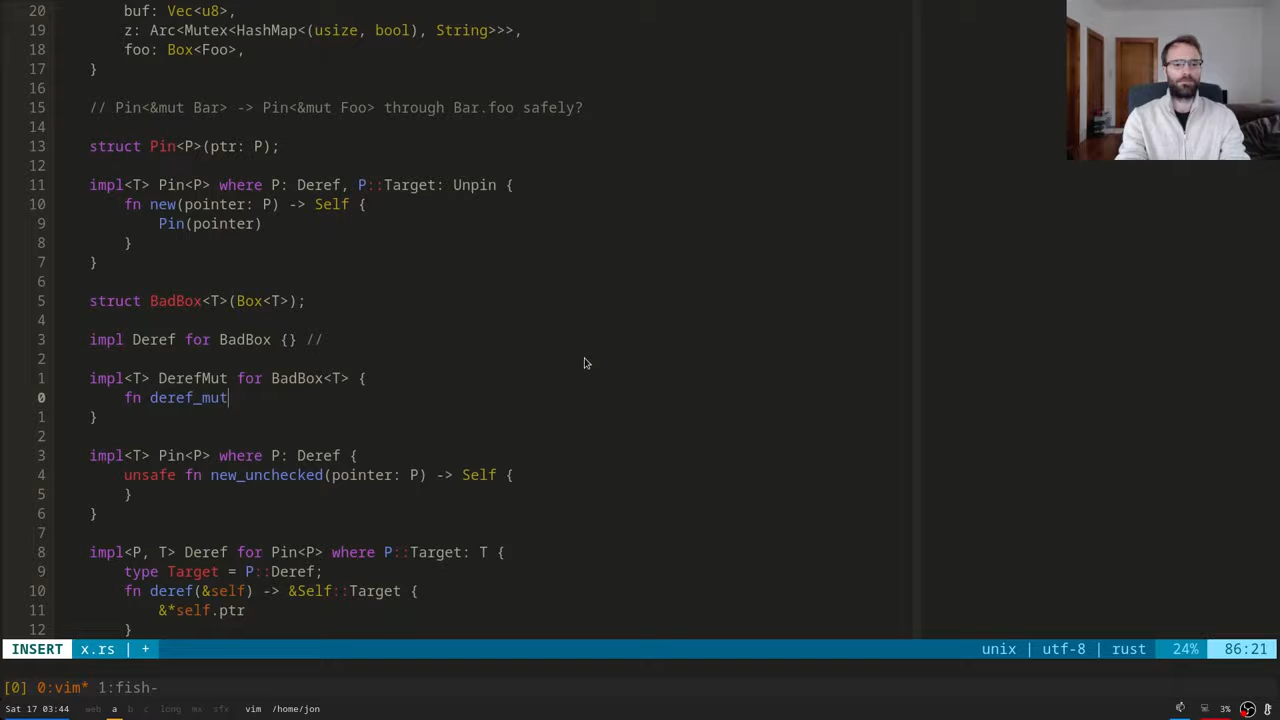 20 buf: Vec<u8>,
19 z: Arc<Mutex<HashMap<(usize, bool), String>>>,
18 foo: Box<Foo>,
17 }
16
15 // Pin<&mut Bar> -> Pin<&mut Foo> through Bar.foo safely?
14
13 struct Pin<P>(ptr: P);
12
11 impl<T> Pin<P> where P: Deref, P::Target: Unpin {
10 fn new(pointer: P) -> Self {
9 Pin(pointer)
8 }
7 }
6
5 struct BadBox<T>(Box<T>);
4
3 impl Deref for BadBox {} //
2
1 impl<T> DerefMut for BadBox<T> {
0 fn deref_mut
1 }
2
3 impl<T> Pin<P> where P: Deref {
4 unsafe fn new_unchecked(pointer: P) -> Self {
5 }
6 }
7
8 impl<P, T> Deref for Pin<P> where P::Target: T {
9 type Target = P::Deref;
10 fn deref(&self) -> &Self::Target {
11 &*self.ptr
12 }
INSERT x.rs | + unix | utf-8 | rust 24% 86:21
[0] 0:vim* 1:fish-
Sat 17 03:44 web a b c long mx sfx vim /home/jon 3%